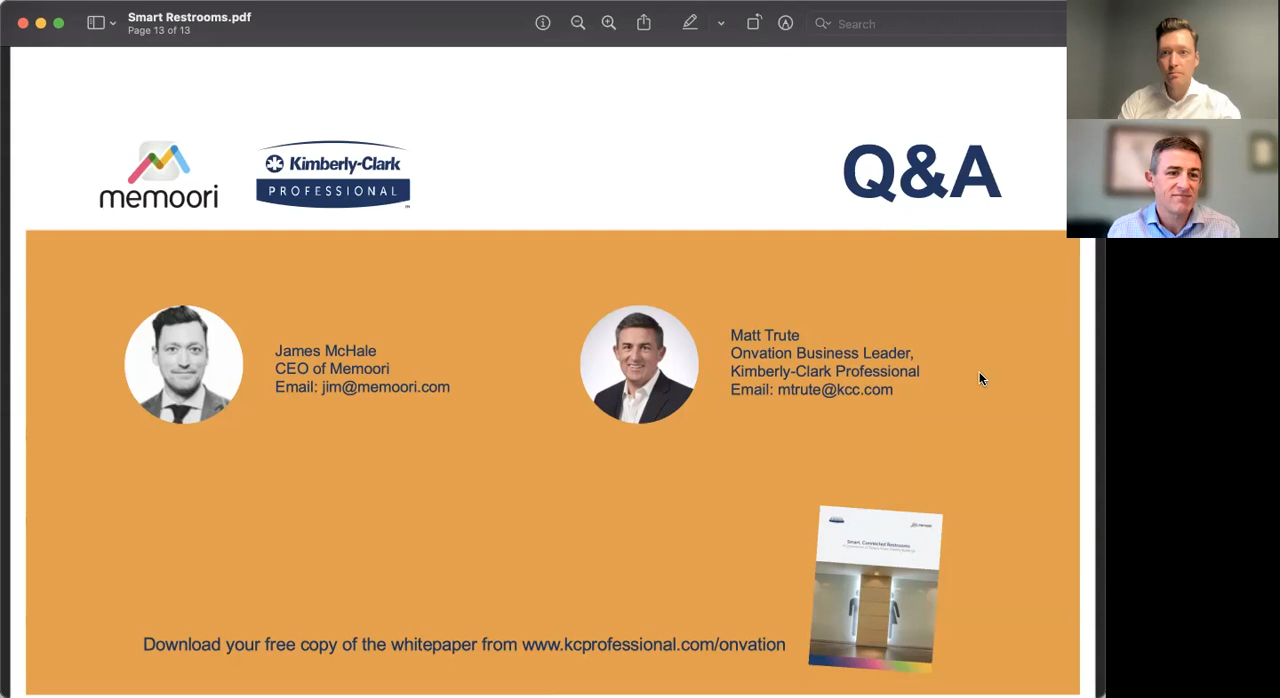 Smart Restrooms.pdf
Page 13 of 13
Search
memoori
Kimberly-Clark
PROFESSIONAL
Q&A
James McHale
CEO of Memoori
Email: jim@memoori.com
Matt Trute
Onvation Business Leader,
Kimberly-Clark Professional
Email: mtrute@kcc.com
Smart, Connected Restrooms
Download your free copy of the whitepaper from www.kcprofessional.com/onvation